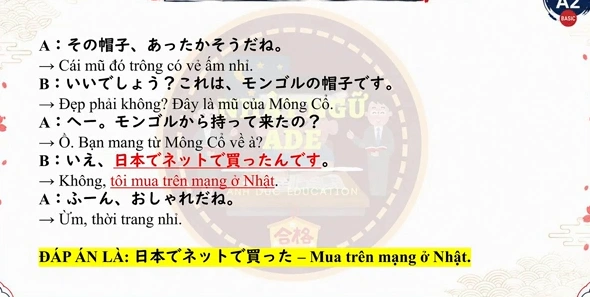 A2
BASIC
A：その帽子、あったかそうだね。
→ Cái mũ đó trông có vẻ ấm nhỉ.
B：いいでしょう？これは、モンゴルの帽子です。
→ Đẹp phải không? Đây là mũ của Mông Cổ.
A：へー。モンゴルから持って来たの？
→ Ồ. Bạn mang từ Mông Cổ về à?
B：いえ、日本でネットで買ったんです。
→ Không, tôi mua trên mạng ở Nhật.
A：ふーん、おしゃれだね。
→ Ừm, thời trang nhỉ.
合格
ĐÁP ÁN LÀ: 日本でネットで買った – Mua trên mạng ở Nhật.